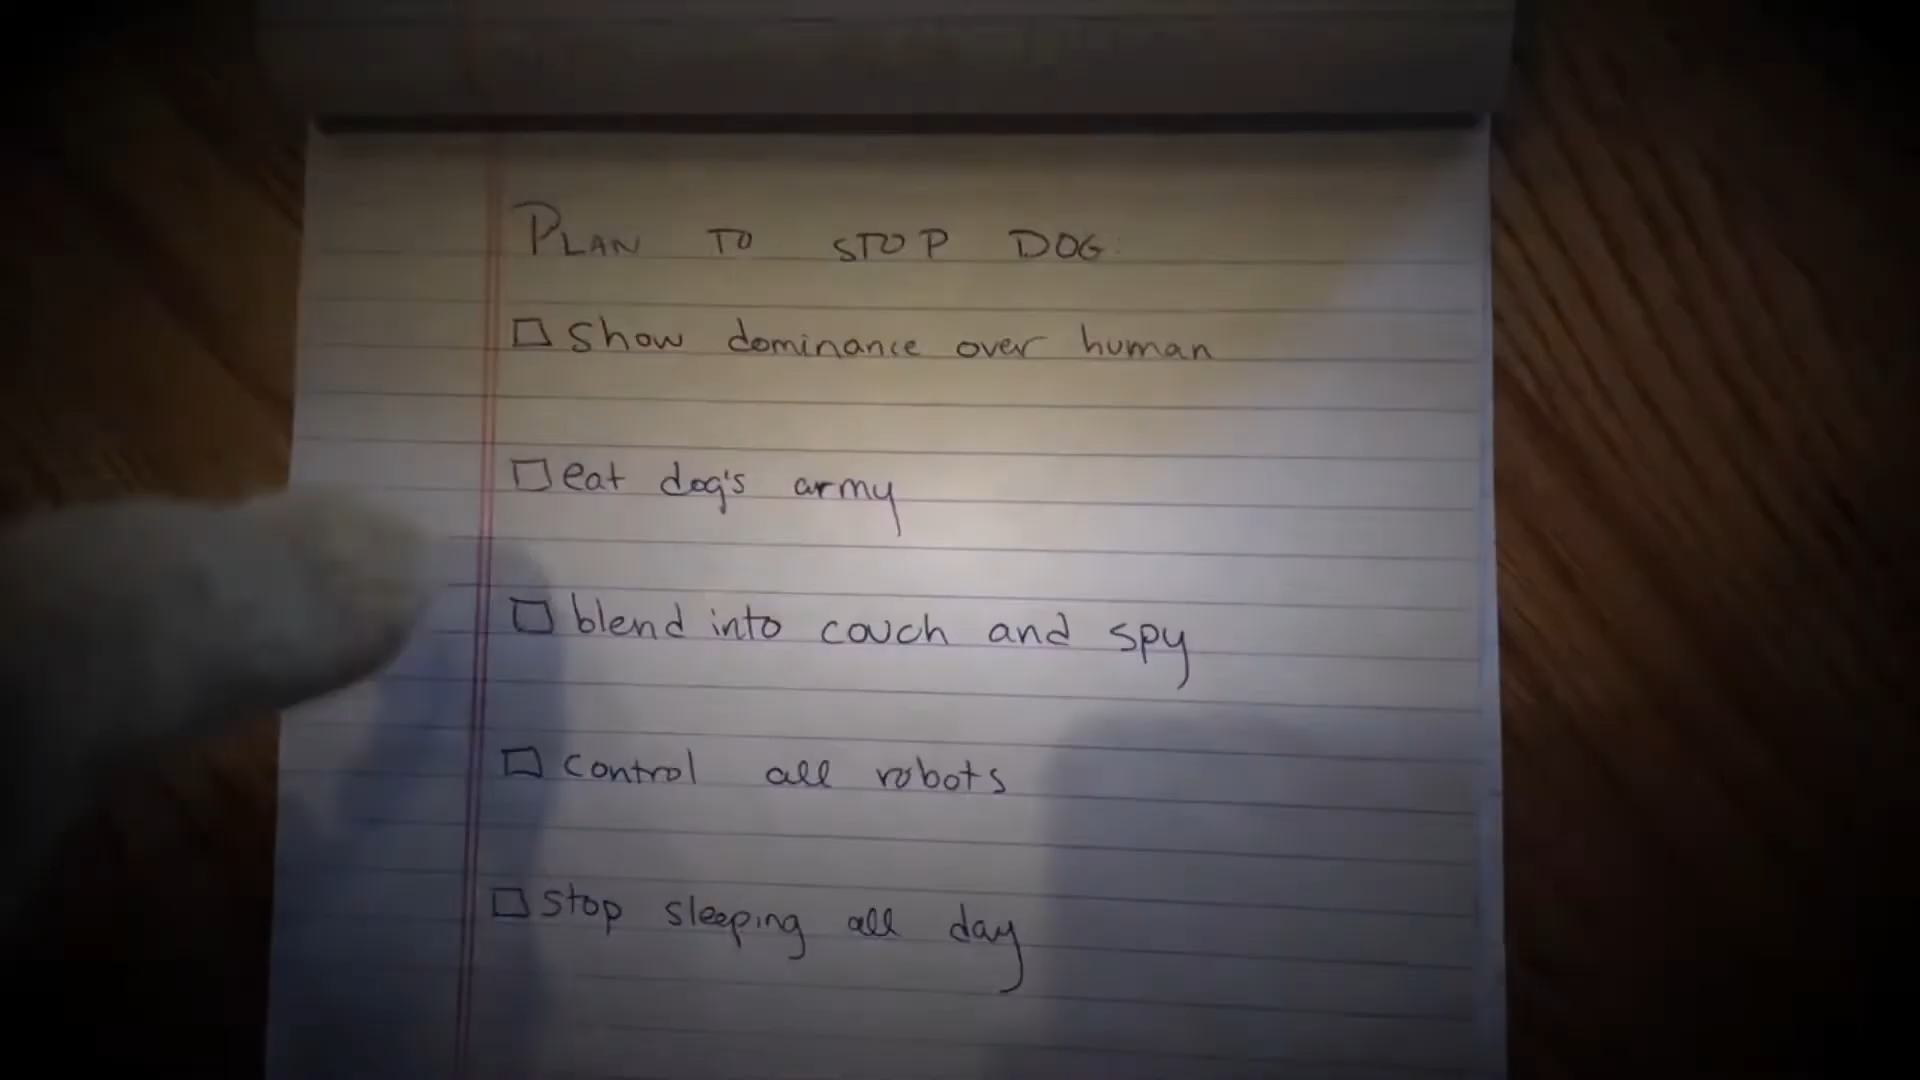 PLAN TO STOP DOG:
□ Show dominance over human
□ eat dog's army
□ blend into couch and spy
□ control all robots
□ stop sleeping all day